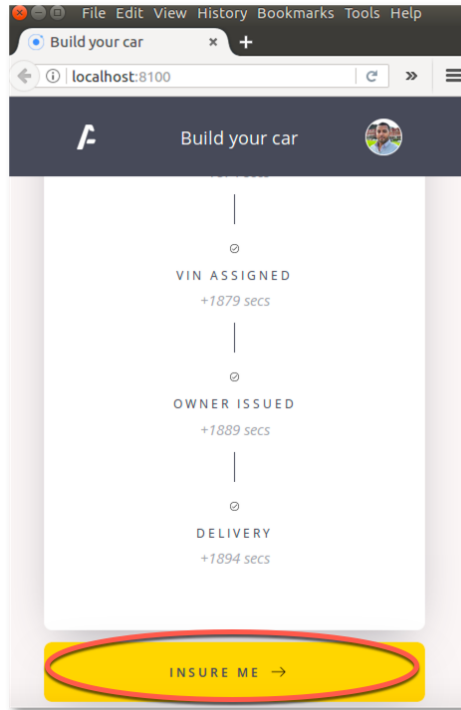 File Edit View History Bookmarks Tools Help
Build your car
localhost:8100
Build your car
VIN ASSIGNED
+1879 secs
OWNER ISSUED
+1889 secs
DELIVERY
+1894 secs
INSURE ME →